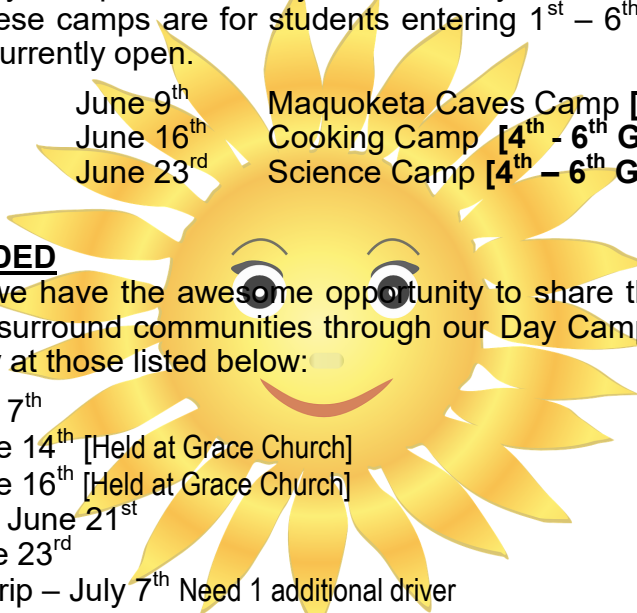 ese camps are for students entering 1st – 6th
urrently open.
June 9th Maquoketa Caves Camp [
June 16th Cooking Camp [4th - 6th G
June 23rd Science Camp [4th – 6th G
DED
we have the awesome opportunity to share th
surround communities through our Day Camp
at those listed below:
7th
e 14th [Held at Grace Church]
e 16th [Held at Grace Church]
June 21st
e 23rd
rip – July 7th Need 1 additional driver